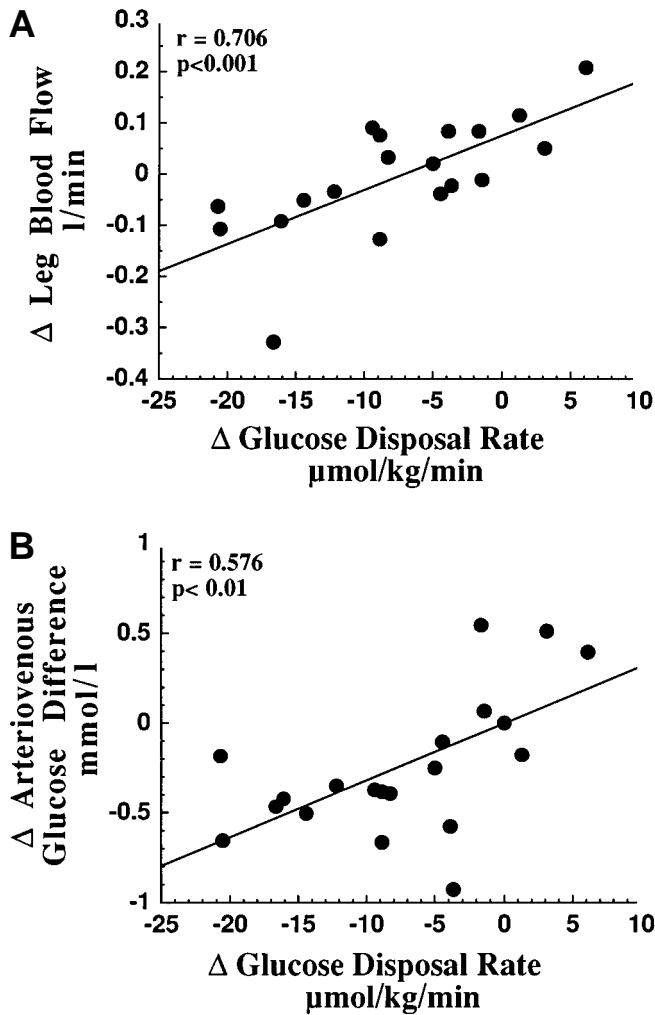 A
r = 0.706
p<0.001
0.3
0.2
0.1
0
-0.1
-0.2
-0.3
-0.4
Δ Leg Blood Flow
l/min
-25 -20 -15 -10 -5 0 5 10
Δ Glucose Disposal Rate
µmol/kg/min
B
r = 0.576
p< 0.01
1
0.5
0
-0.5
-1
Δ Arteriovenous
Glucose Difference
mmol/l
-25 -20 -15 -10 -5 0 5 10
Δ Glucose Disposal Rate
µmol/kg/min